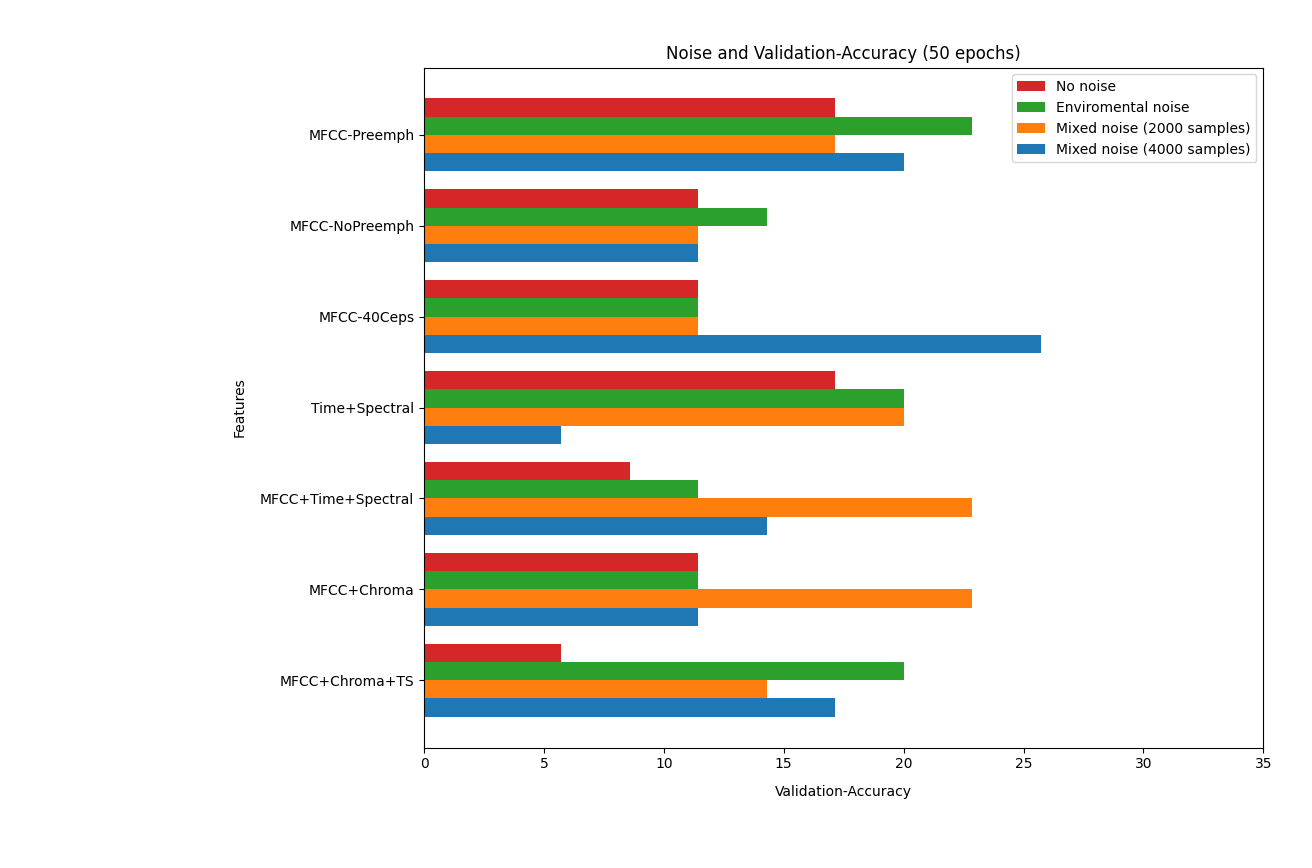 Noise and Validation-Accuracy (50 epochs)
No noise
Enviromental noise
Mixed noise (2000 samples)
Mixed noise (4000 samples)
MFCC-Preemph
MFCC-NoPreemph
MFCC-40Ceps
Time+Spectral
MFCC+Time+Spectral
MFCC+Chroma
MFCC+Chroma+TS
Features
0 5 10 15 20 25 30 35
Validation-Accuracy